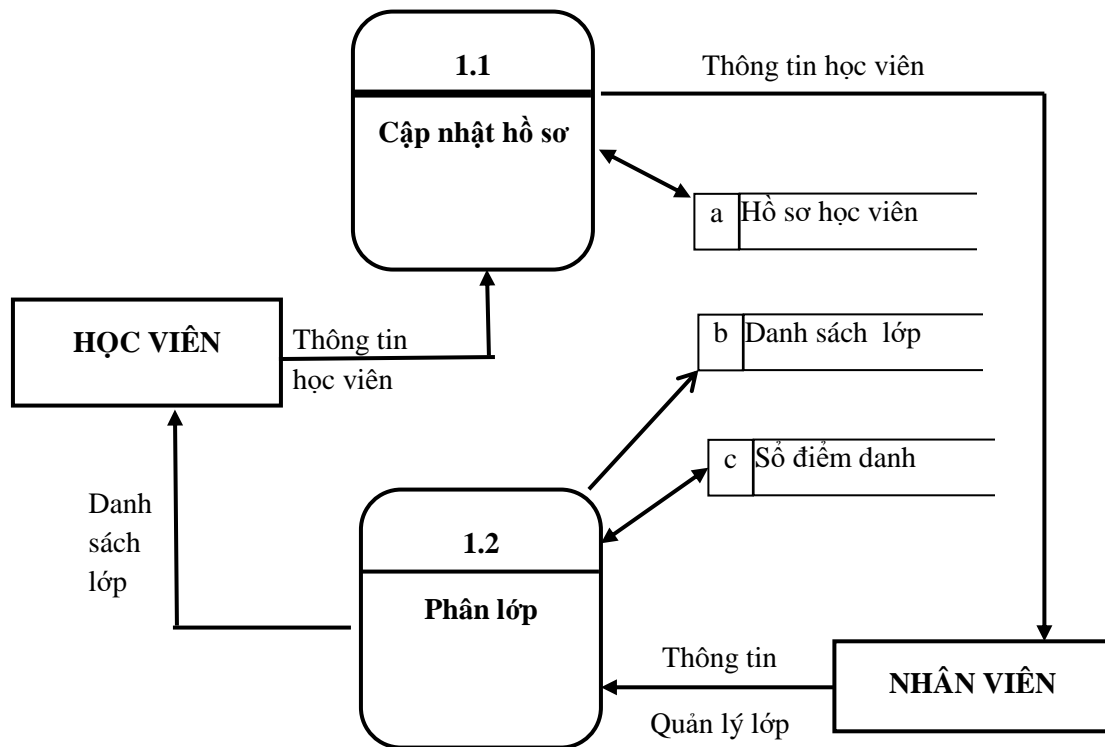 1.1
Cập nhật hồ sơ
Thông tin học viên
a Hồ sơ học viên
HỌC VIÊN
Thông tin
học viên
b Danh sách lớp
c Sổ điểm danh
Danh
sách
lớp
1.2
Phân lớp
Thông tin
Quản lý lớp
NHÂN VIÊN